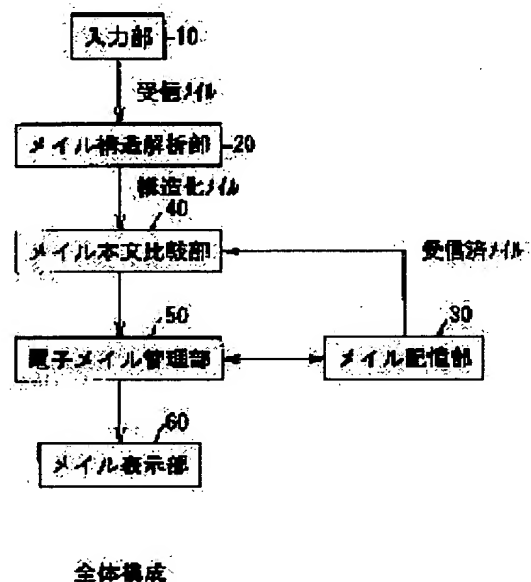 入力部 10
受信メイル
メイル構造解析部 20
構造化メイル
40
メイル本文比較部
受信済メイル
50
電子メイル管理部
30
メイル記憶部
60
メイル表示部
全体構成